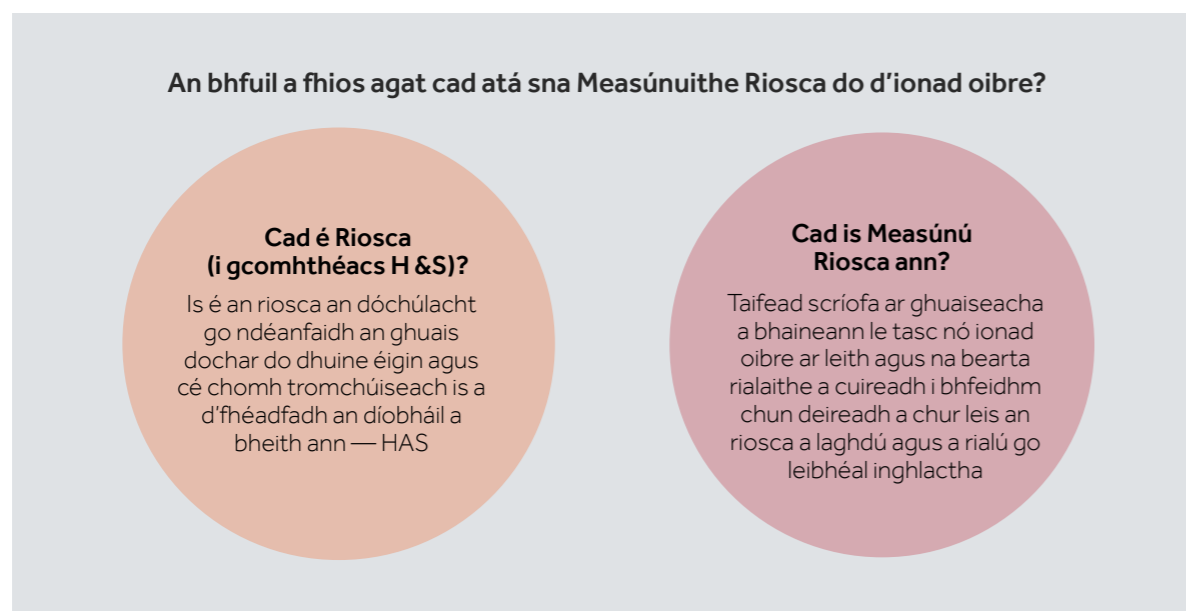 An bhfuil a fhios agat cad atá sna Measúnuithe Riosca do d'ionad oibre?
Cad é Riosca
(i gcomhthéacs H &S)?
Is é an riosca an dóchúlacht
go ndéanfaidh an ghuais
dochar do dhuine éigin agus
cé chomh tromchúiseach is a
d'fhéadfadh an díobháil a
bheith ann — HAS
Cad is Measúnú
Riosca ann?
Taifead scríofa ar ghuaiseacha
a bhaineann le tasc nó ionad
oibre ar leith agus na bearta
rialaithe a cuireadh i bhfeidhm
chun deireadh a chur leis an
riosca a laghdú agus a rialú go
leibhéal inghlactha